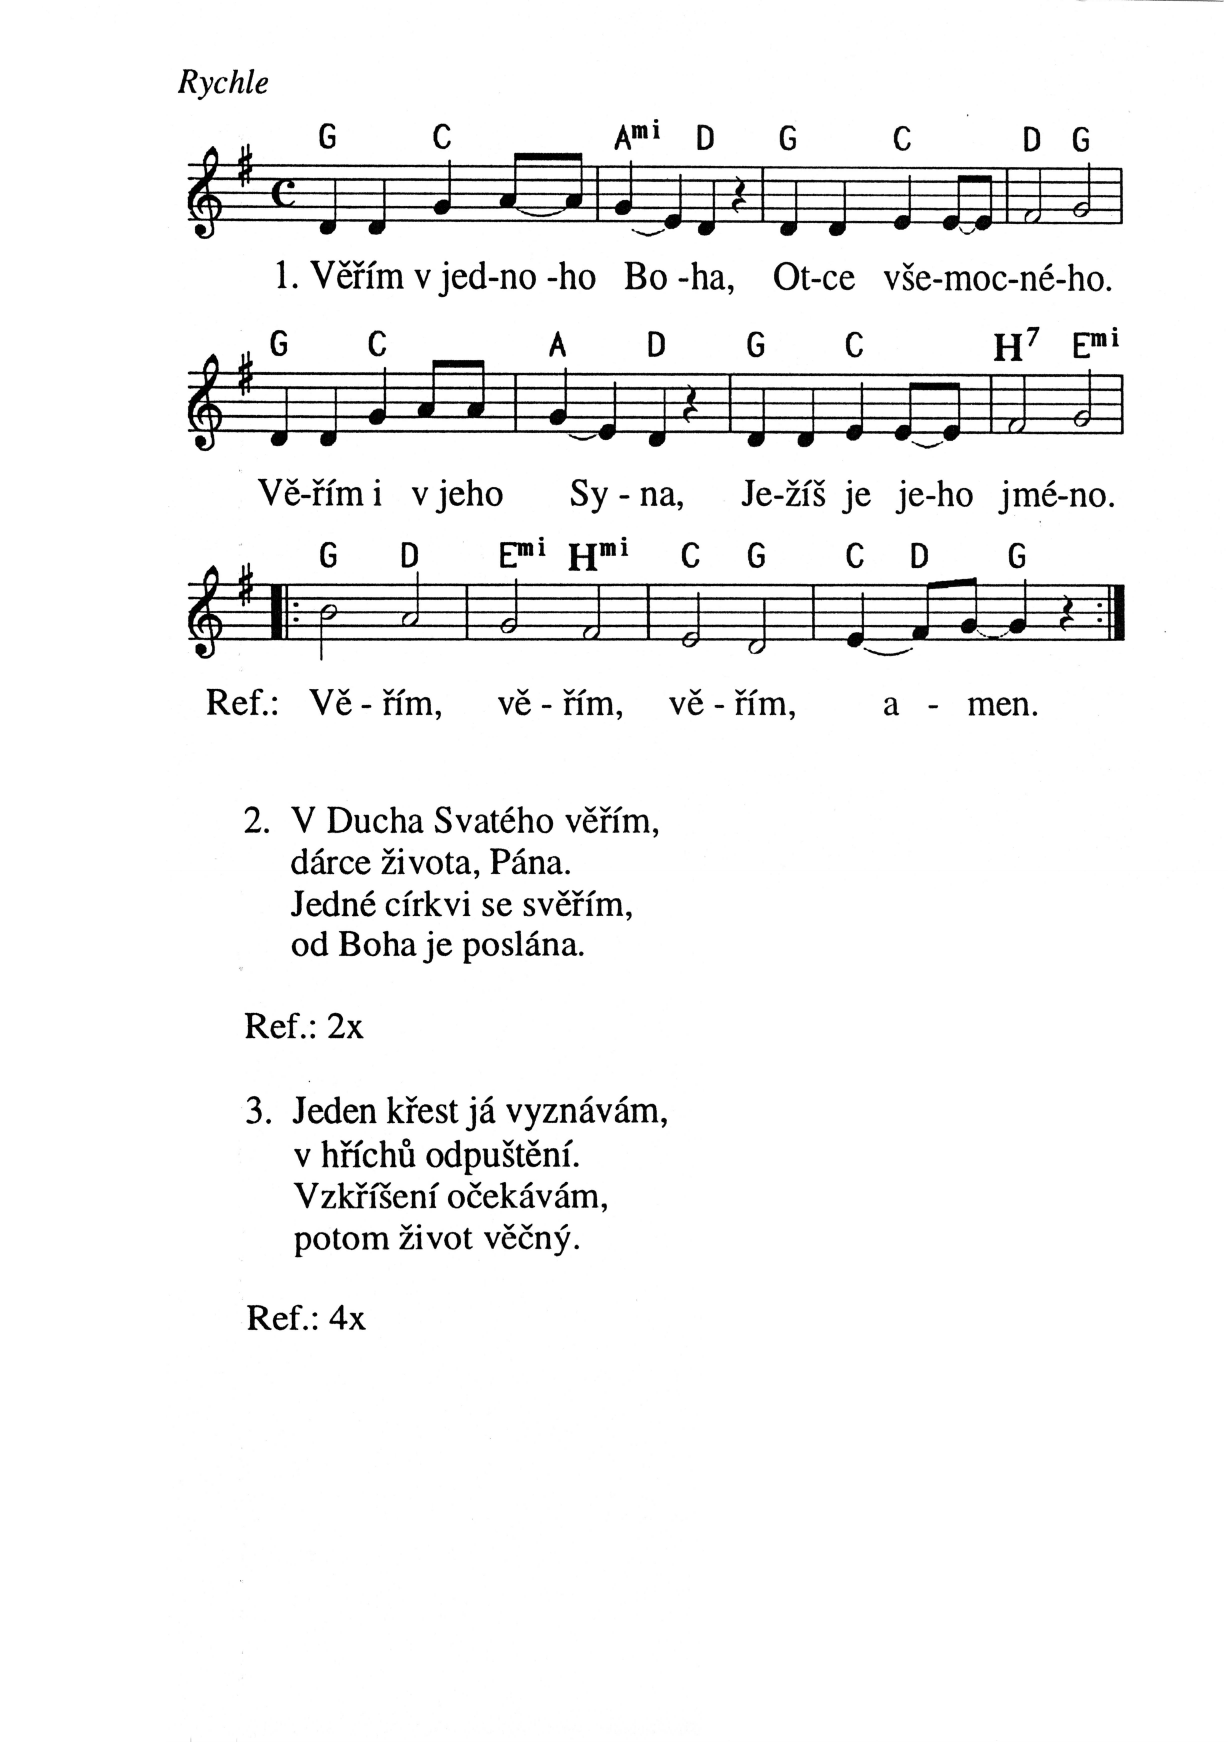 Rychle
G C Ami D G C D G
1. Věřím v jed-no -ho Bo -ha, Ot-ce vše-moc-né-ho.
G C A D G C H7 Emi
Vě-řím i v jeho Sy - na, Je-žíš je je-ho jmé-no.
G D Emi Hmi C G C D G
Ref.: Vě - řím, vě - řím, vě - řím, a - men.
2. V Ducha Svatého věřím,
dárce života, Pána.
Jedné církvi se svěřím,
od Boha je poslána.
Ref.: 2x
3. Jeden křest já vyznávám,
v hříchů odpuštění.
Vzkříšení očekávám,
potom život věčný.
Ref.: 4x